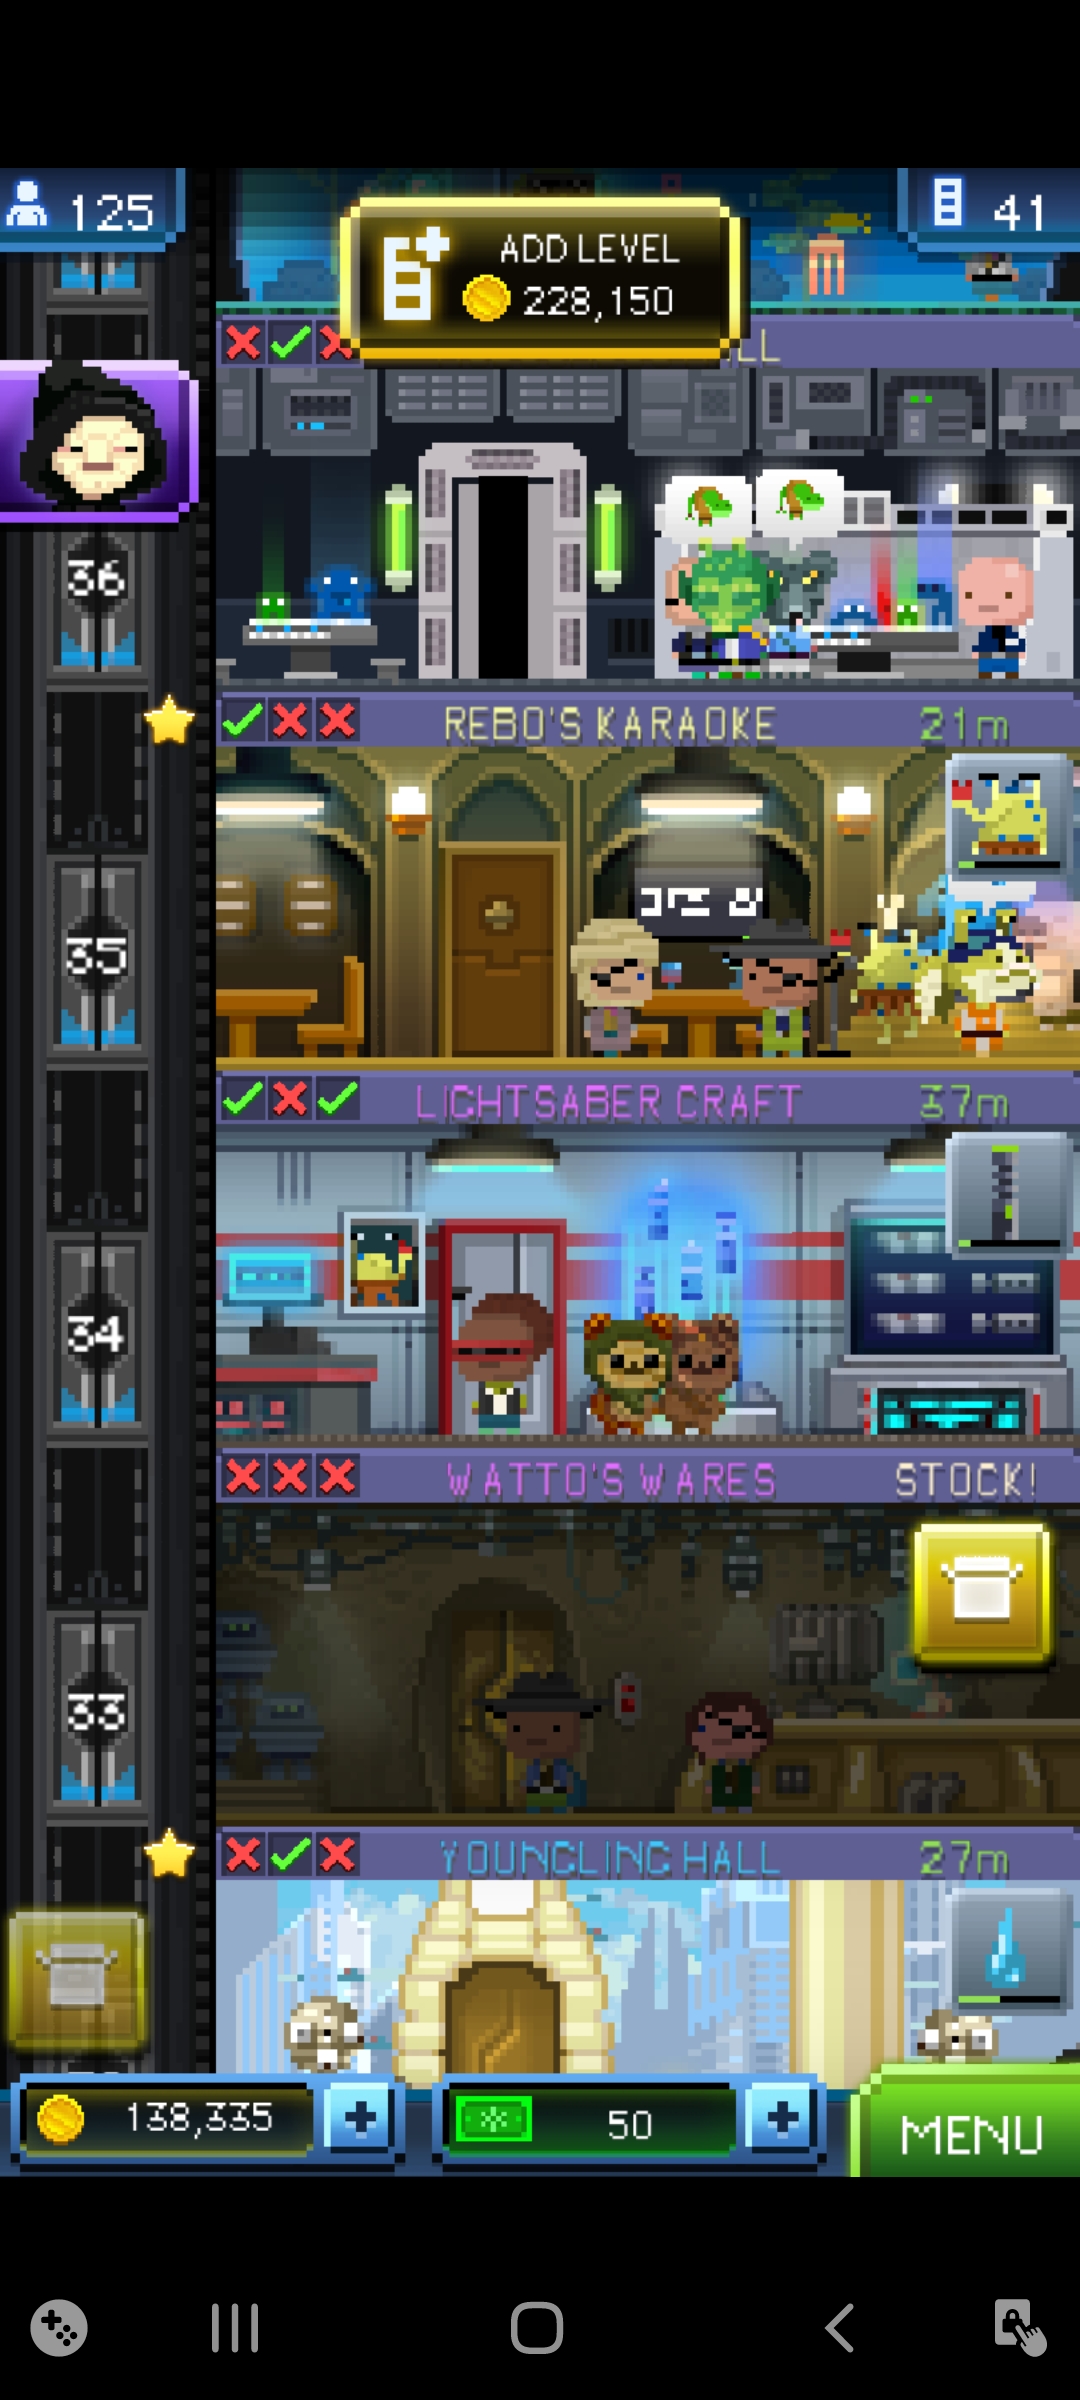 125
ADD LEVEL
228,150
41
LL
36
REBO'S KARAOKE
21m
35
LIGHTSABER CRAFT
37m
34
WATTO'S WARES
STOCK!
33
YOUNGLING HALL
27m
138,335
50
MENU